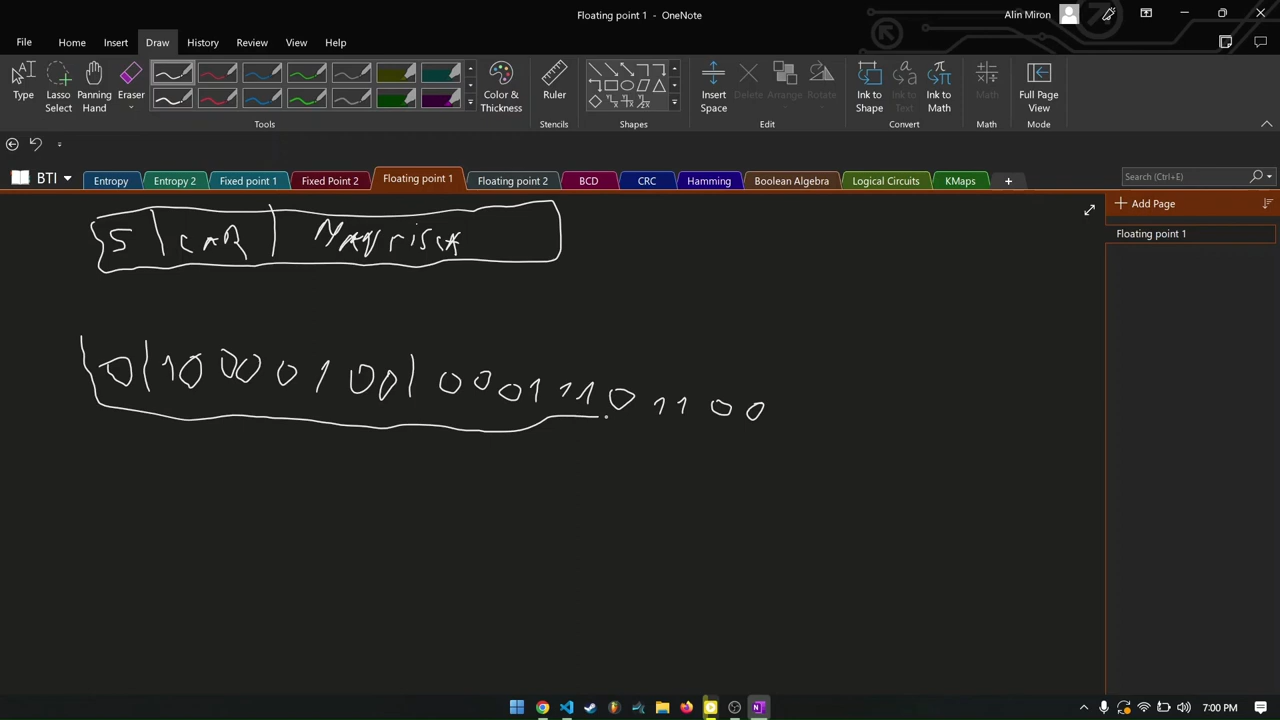 Floating point 1 - OneNote
Alin Miron
File Home Insert Draw History Review View Help
Type Lasso Select Panning Hand Eraser Color & Thickness Ruler Insert Space Delete Arrange Rotate Ink to Shape Ink to Text Ink to Math Math Full Page View
Tools Stencils Shapes Edit Convert Math Mode
BTI Entropy Entropy 2 Fixed point 1 Fixed Point 2 Floating point 1 Floating point 2 BCD CRC Hamming Boolean Algebra Logical Circuits KMaps Search (Ctrl+E)
Add Page
Floating point 1
S | CAR |
0|10000100|00011101100
7:00 PM